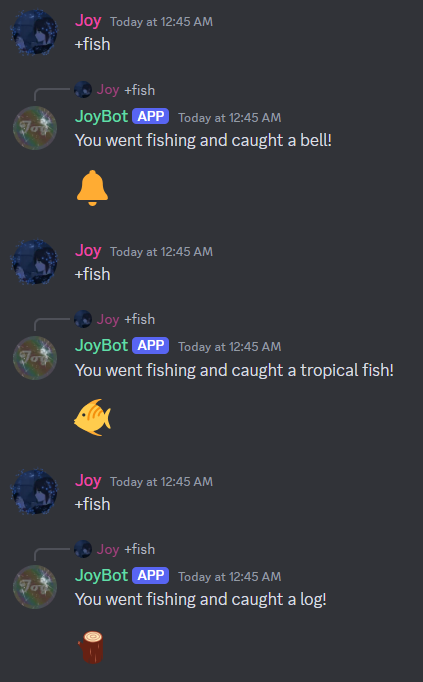 Joy Today at 12:45 AM
+fish
Joy +fish
JoyBot APP Today at 12:45 AM
You went fishing and caught a bell!
Joy Today at 12:45 AM
+fish
Joy +fish
JoyBot APP Today at 12:45 AM
You went fishing and caught a tropical fish!
Joy Today at 12:45 AM
+fish
Joy +fish
JoyBot APP Today at 12:45 AM
You went fishing and caught a log!